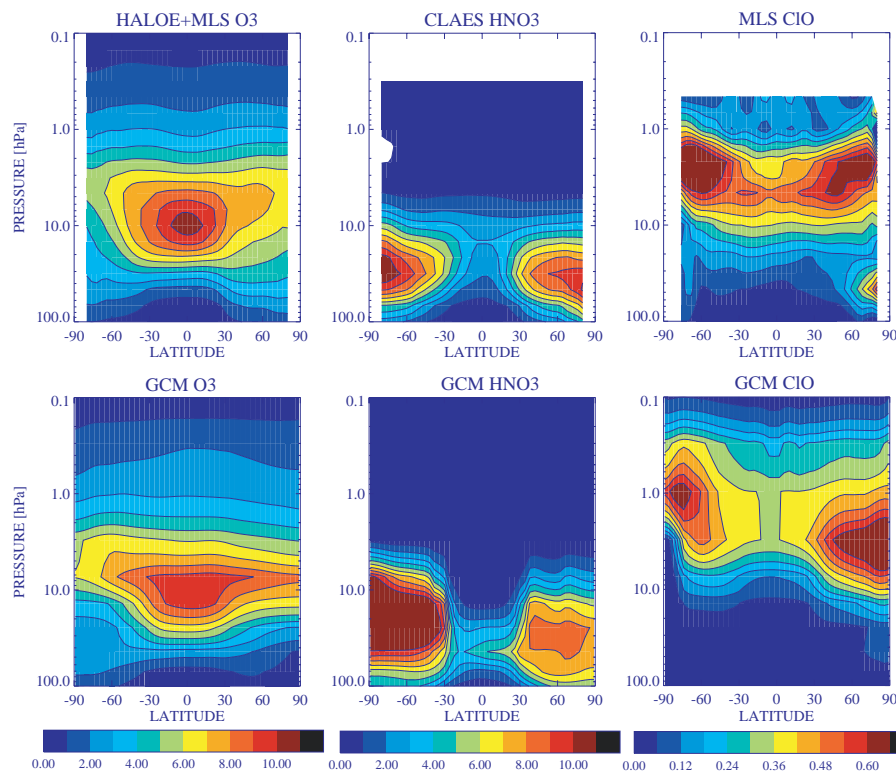 HALOE+MLS O3 CLAES HNO3 MLS ClO
0.1 0.1 0.1
1.0 1.0 1.0
10.0 10.0 10.0
100.0 100.0 100.0
PRESSURE [hPa]
-90 -60 -30 0 30 60 90 -90 -60 -30 0 30 60 90 -90 -60 -30 0 30 60 90
LATITUDE LATITUDE LATITUDE
GCM O3 GCM HNO3 GCM ClO
0.1 0.1 0.1
1.0 1.0 1.0
10.0 10.0 10.0
100.0 100.0 100.0
PRESSURE [hPa]
-90 -60 -30 0 30 60 90 -90 -60 -30 0 30 60 90 -90 -60 -30 0 30 60 90
LATITUDE LATITUDE LATITUDE
0.00 2.00 4.00 6.00 8.00 10.00 0.00 2.00 4.00 6.00 8.00 10.00 0.00 0.12 0.24 0.36 0.48 0.60